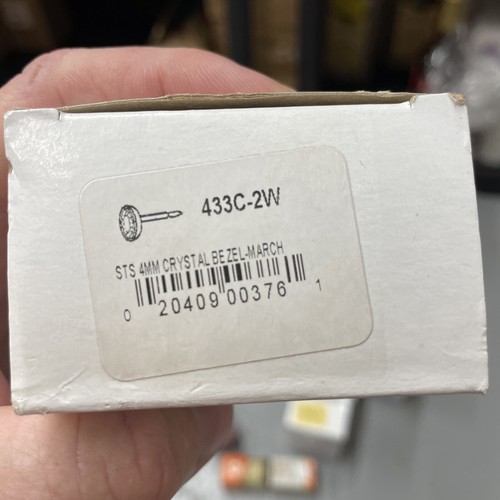 433C-2W
STS 4MM CRYSTAL BEZEL-MARCH
0 20409 00376 1